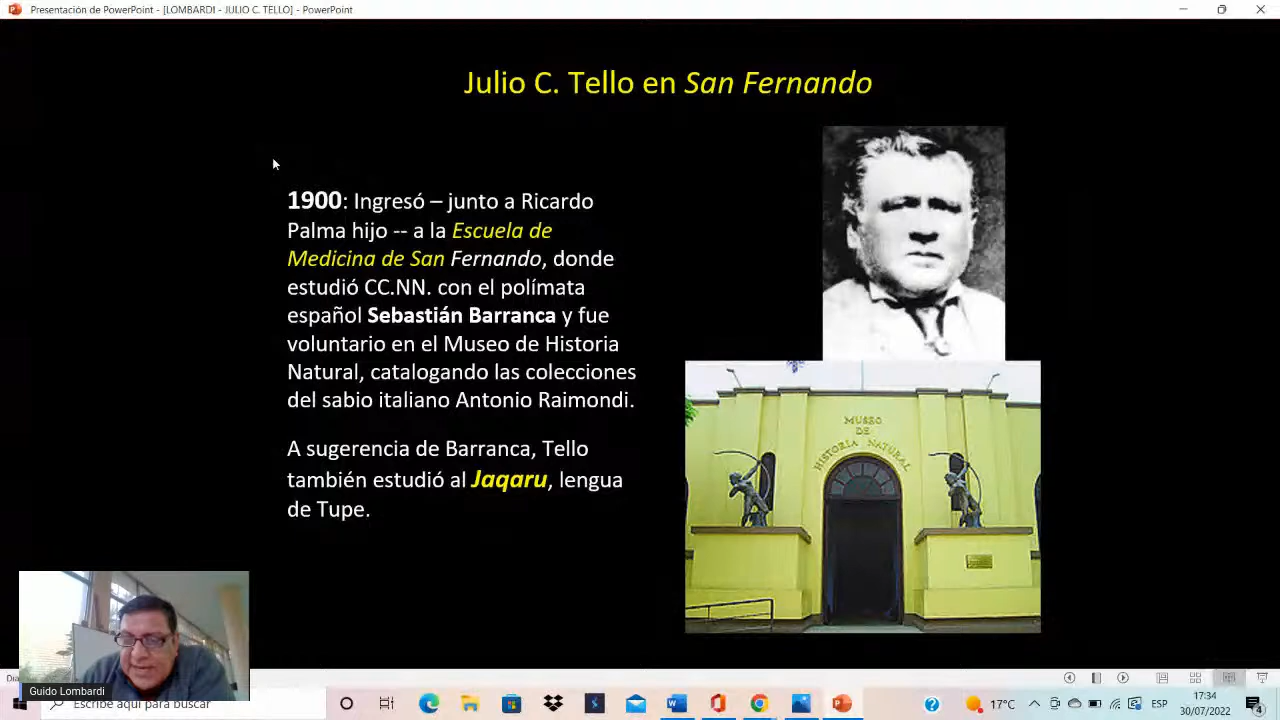 Presentación de PowerPoint - [LOMBARDI - JULIO C. TELLO] - PowerPoint
Julio C. Tello en San Fernando
1900: Ingresó – junto a Ricardo
Palma hijo -- a la Escuela de
Medicina de San Fernando, donde
estudió CC.NN. con el polímata
español Sebastián Barranca y fue
voluntario en el Museo de Historia
Natural, catalogando las colecciones
del sabio italiano Antonio Raimondi.
A sugerencia de Barranca, Tello
también estudió al Jaqaru, lengua
de Tupe.
MUSEO
DE
HISTORIA NATURAL
Guido Lombardi
Escribe aquí para buscar
17°C
ESP
17:34
30/07/2022
4